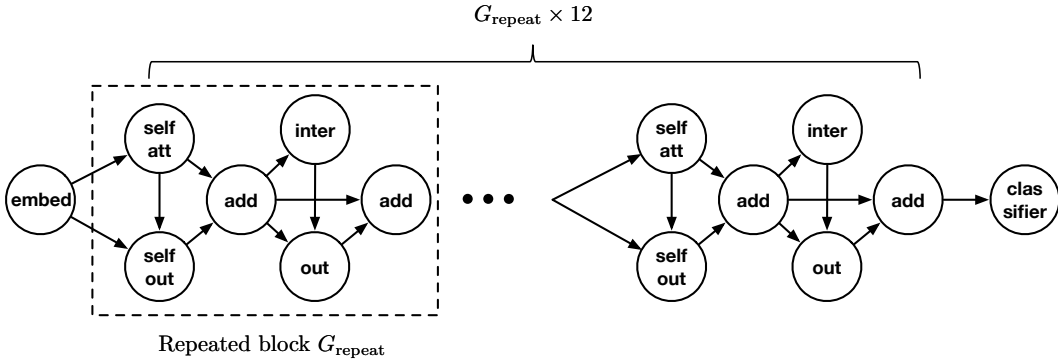 G_repeat × 12
embed
self
att
self
out
add
inter
out
add
•••
self
att
self
out
add
inter
out
add
clas
sifier
Repeated block G_repeat